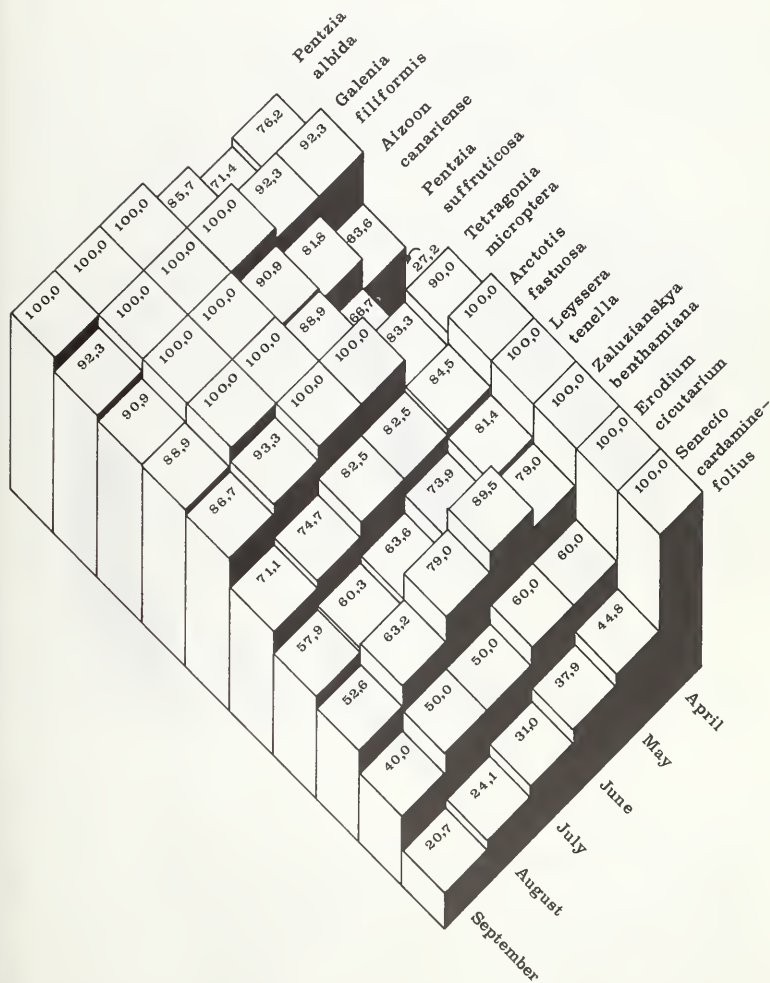 Pentzia
albida
Galenia
filiformis
Aizoon
canariense
Pentzia
suffruticosa
Tetragonia
microptera
Arctotis
fastuosa
Leyssera
tenella
Zaluzianskya
benthamiana
Erodium
cicutarium
Senecio
cardamine-
folius
100,0 100,0 100,0 85,7 71,4 76,2
92,3 100,0 100,0 100,0 92,3 92,3
90,9 100,0 100,0 90,9 81,8 63,6
88,9 100,0 100,0 88,9 66,7 27,2
86,7 93,3 100,0 100,0 83,3 90,0
71,1 74,7 82,5 82,5 84,5 100,0
57,9 60,3 63,6 73,9 81,4 100,0
52,6 63,2 79,0 89,5 79,0 100,0
40,0 50,0 50,0 60,0 60,0 100,0
20,7 24,1 31,0 37,9 44,8 100,0
April
May
June
July
August
September